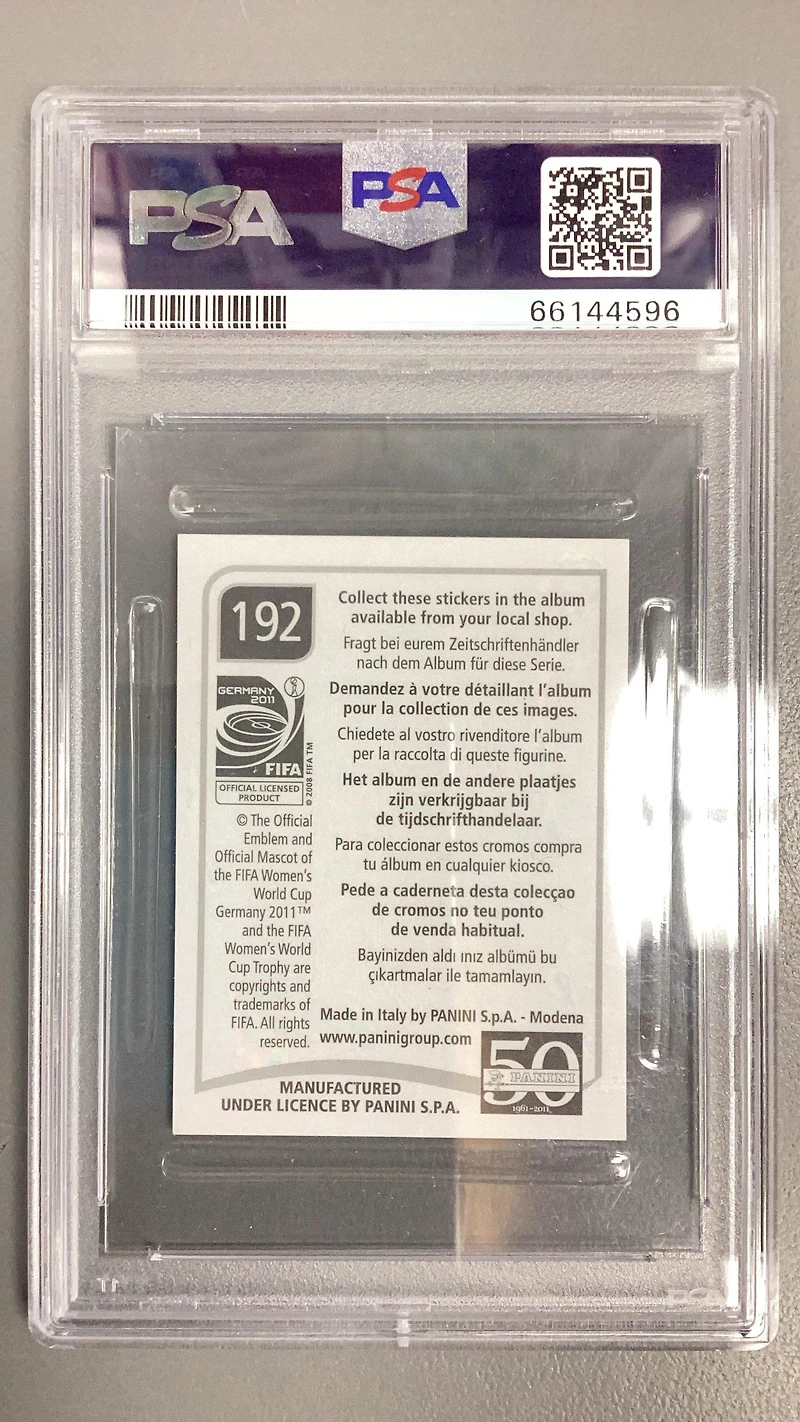 PSA
PSA
66144596
192
GERMANY
2011
FIFA
OFFICIAL LICENSED
PRODUCT
© 2008 FIFA TM
© The Official
Emblem and
Official Mascot of
the FIFA Women's
World Cup
Germany 2011™
and the FIFA
Women's World
Cup Trophy are
copyrights and
trademarks of
FIFA. All rights
reserved.
Collect these stickers in the album
available from your local shop.
Fragt bei eurem Zeitschriftenhändler
nach dem Album für diese Serie.
Demandez à votre détaillant l'album
pour la collection de ces images.
Chiedete al vostro rivenditore l'album
per la raccolta di queste figurine.
Het album en de andere plaatjes
zijn verkrijgbaar bij
de tijdschrifthandelaar.
Para coleccionar estos cromos compra
tu álbum en cualquier kiosco.
Pede a caderneta desta colecçao
de cromos no teu ponto
de venda habitual.
Bayinizden aldı ınız albümü bu
çıkartmalar ile tamamlayın.
Made in Italy by PANINI S.p.A. - Modena
www.paninigroup.com
50
PANINI
1961-2011
MANUFACTURED
UNDER LICENCE BY PANINI S.P.A.